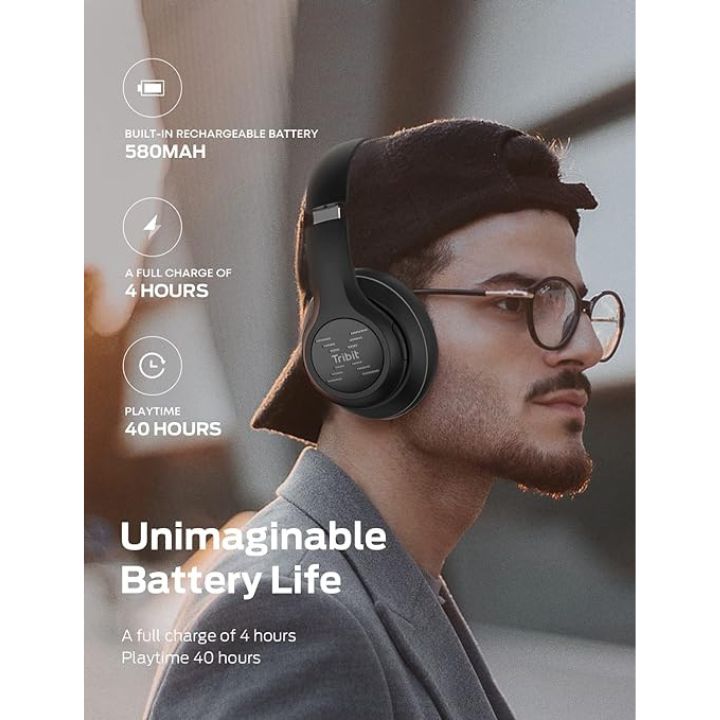 BUILT-IN RECHARGEABLE BATTERY
580MAH
A FULL CHARGE OF
4 HOURS
PLAYTIME
40 HOURS
Tribit
Unimaginable
Battery Life
A full charge of 4 hours
Playtime 40 hours